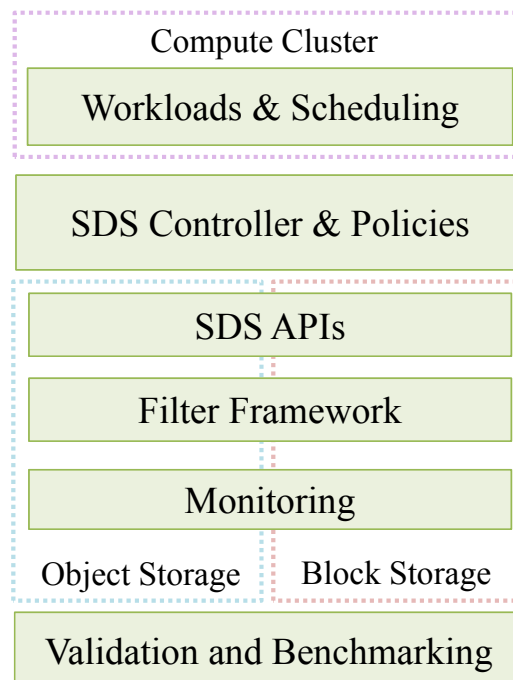 Compute Cluster
Workloads & Scheduling
SDS Controller & Policies
SDS APIs
Filter Framework
Monitoring
Object Storage
Block Storage
Validation and Benchmarking